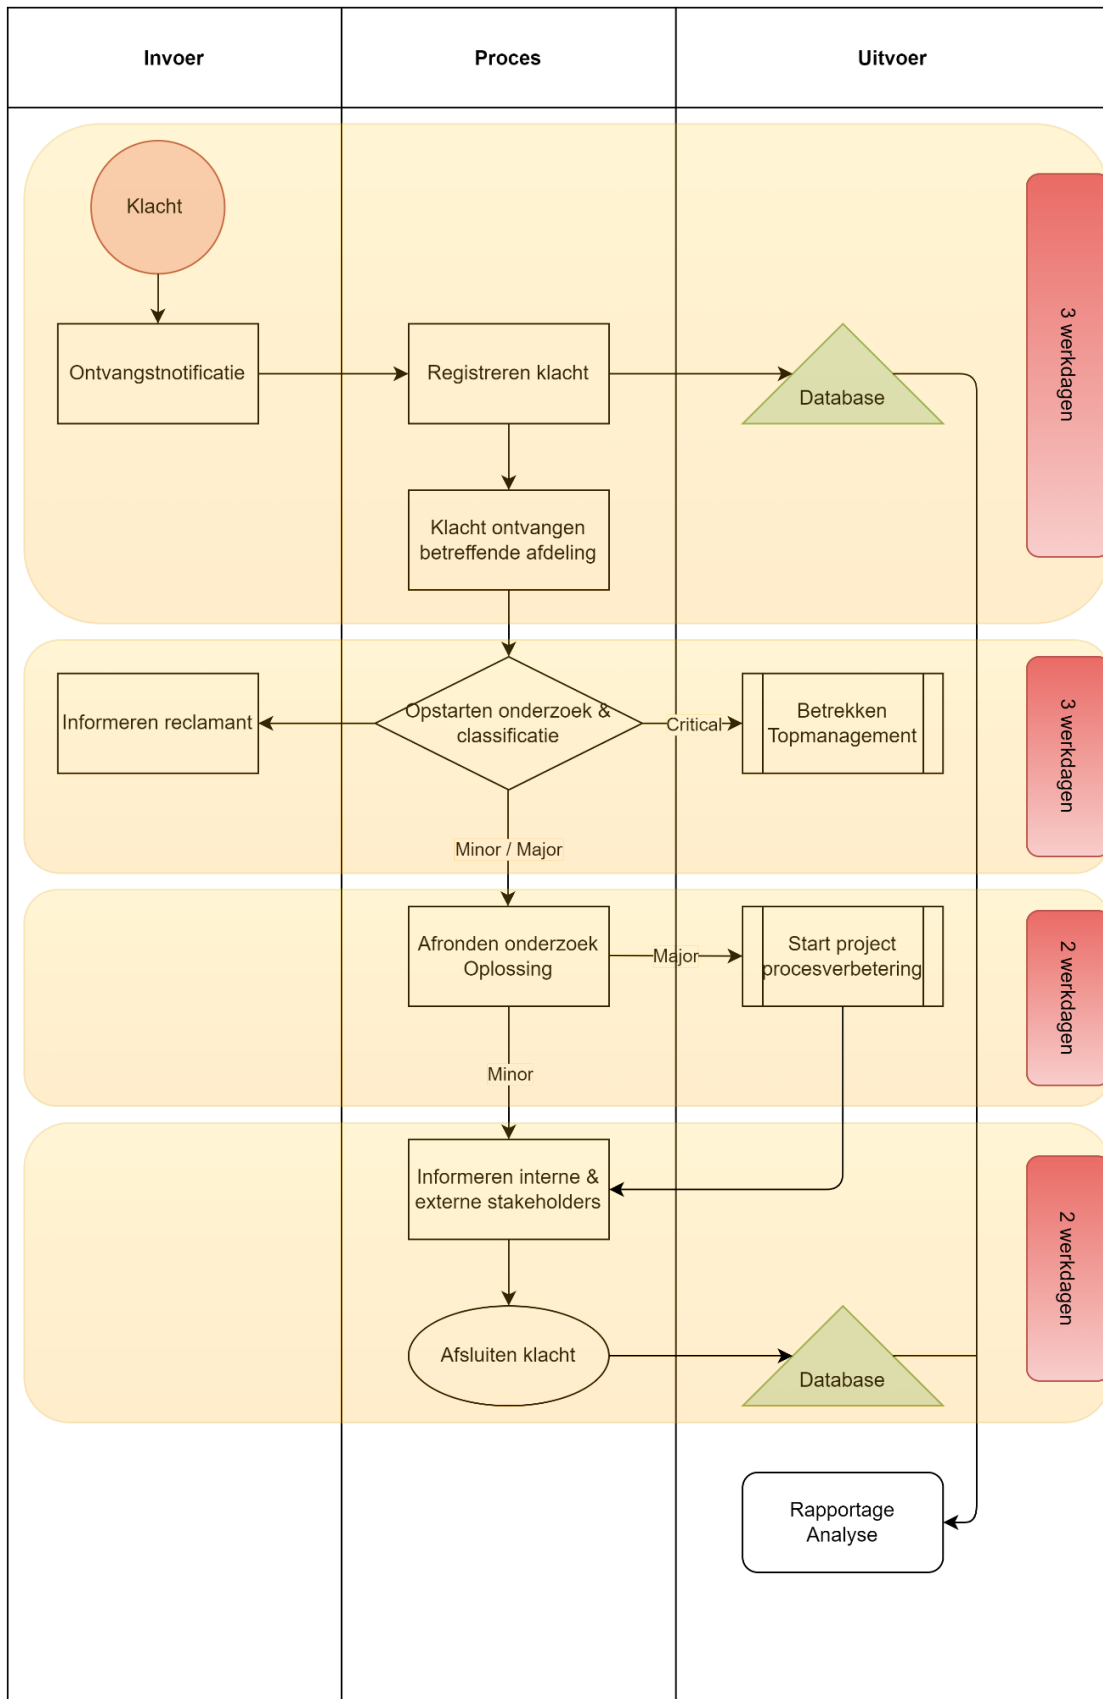 Invoer
Proces
Uitvoer
Klacht
3 werkdagen
Ontvangstnotificatie
Registreren klacht
Database
Klacht ontvangen
betreffende afdeling
Informeren reclamant
Opstarten onderzoek &
classificatie
Critical
Betrekken
Topmanagement
3 werkdagen
Minor / Major
Afronden onderzoek
Oplossing
Major
Start project
procesverbetering
2 werkdagen
Minor
Informeren interne &
externe stakeholders
2 werkdagen
Afsluiten klacht
Database
Rapportage
Analyse